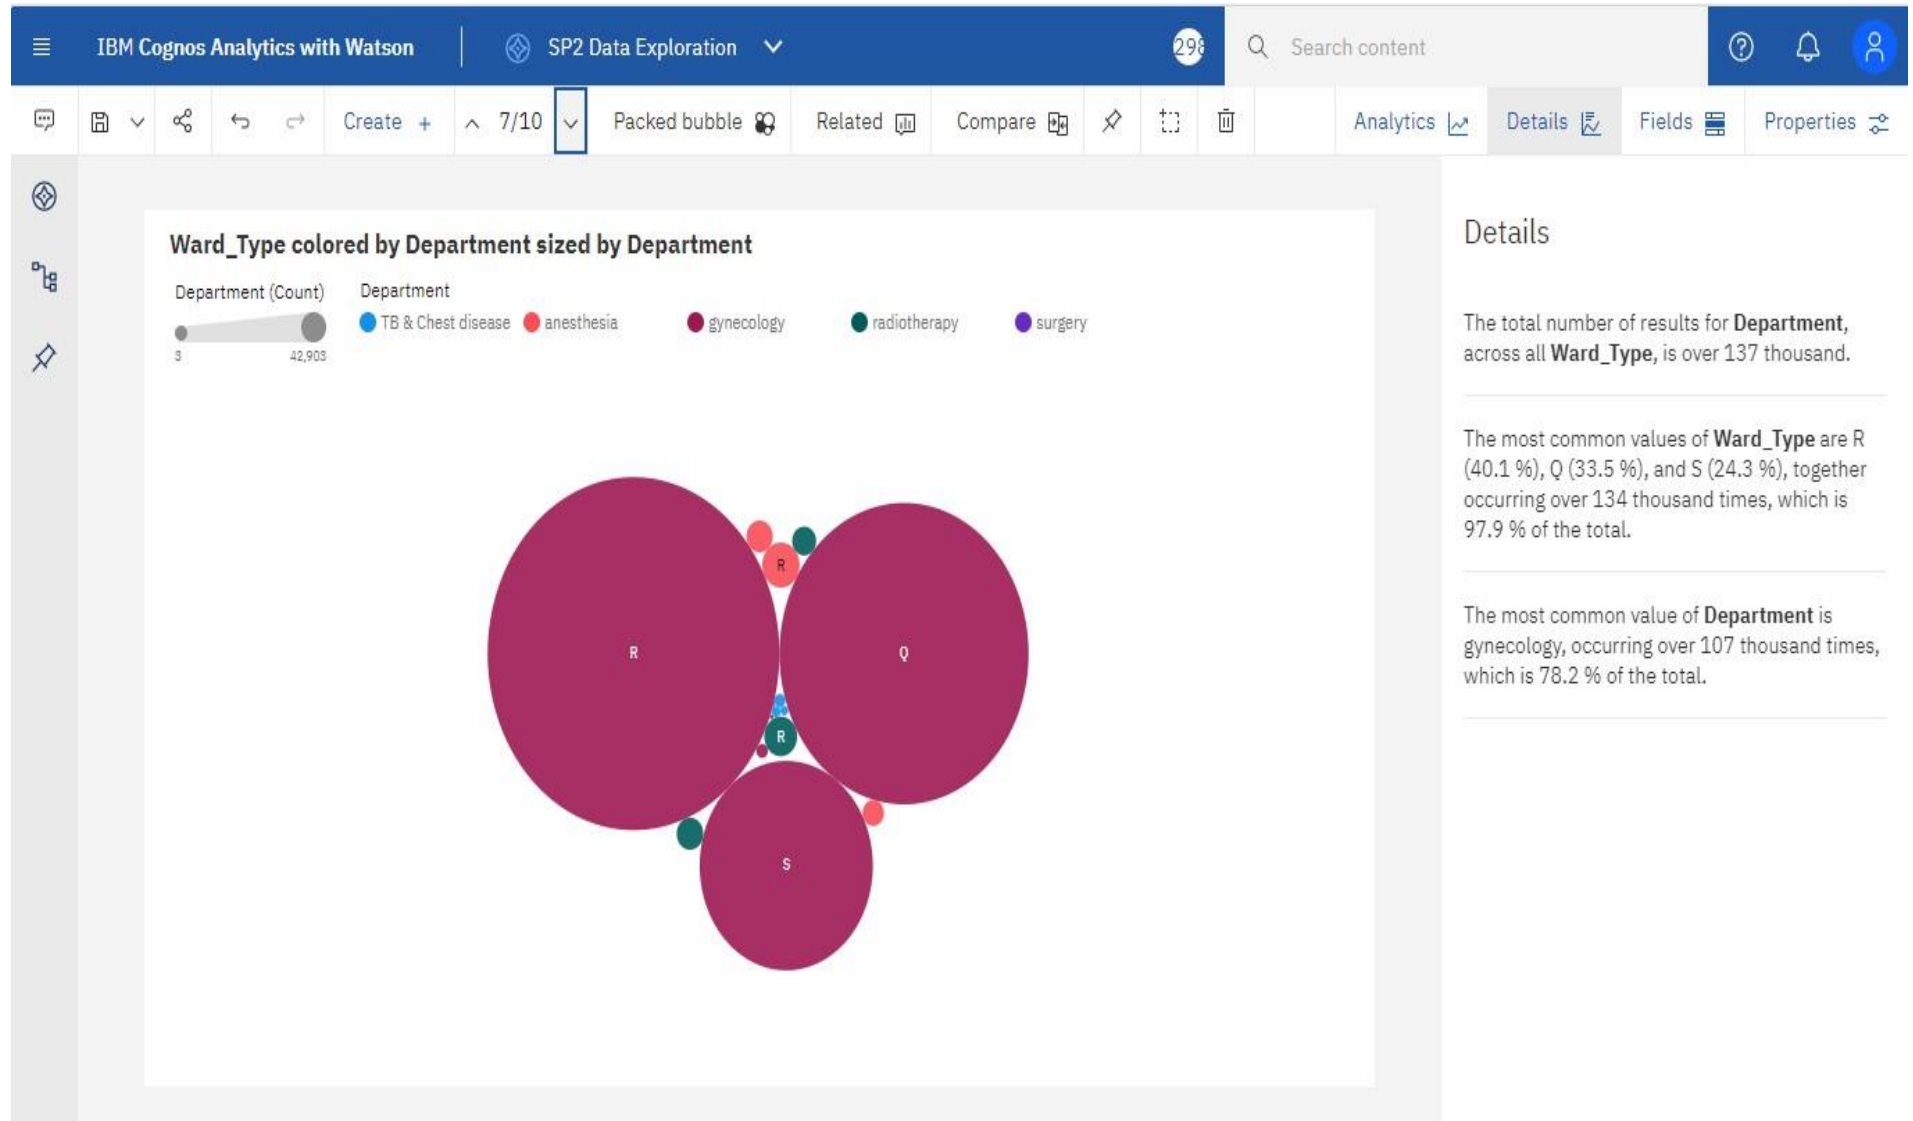 IBM Cognos Analytics with Watson
SP2 Data Exploration
298
Search content
Create +
7/10
Packed bubble
Related
Compare
Analytics
Details
Fields
Properties
Ward_Type colored by Department sized by Department
Department (Count)
3
42,903
Department
TB & Chest disease
anesthesia
gynecology
radiotherapy
surgery
R
R
Q
R
S
Details
The total number of results for Department,
across all Ward_Type, is over 137 thousand.
The most common values of Ward_Type are R
(40.1 %), Q (33.5 %), and S (24.3 %), together
occurring over 134 thousand times, which is
97.9 % of the total.
The most common value of Department is
gynecology, occurring over 107 thousand times,
which is 78.2 % of the total.